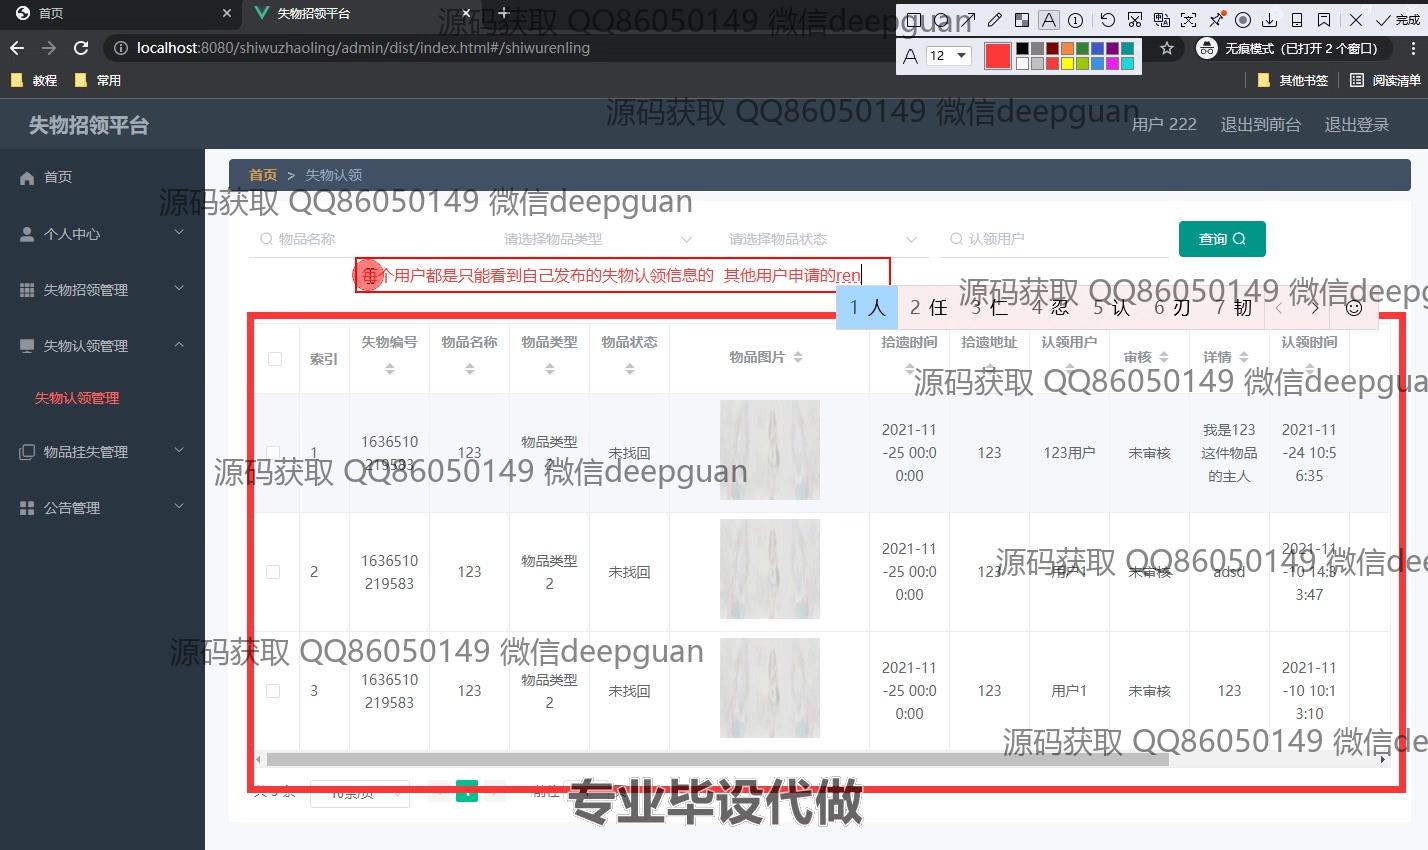 首页
失物招领平台
完成
12
localhost:8080/shiwuzhaoling/admin/dist/index.html#/shiwurenling
无痕模式 (已打开 2 个窗口)
教程
常用
其他书签
阅读清单
源码获取 QQ86050149 微信deepguan
源码获取 QQ86050149 微信deepguan
失物招领平台
用户 222
退出到前台
退出登录
首页
个人中心
失物招领管理
失物认领管理
失物认领管理
物品挂失管理
公告管理
首页 > 失物认领
源码获取 QQ86050149 微信deepguan
物品名称
请选择物品类型
请选择物品状态
认领用户
查询
每个用户都是只能看到自己发布的失物认领信息的 其他用户申请的ren
1 人 2 任 3 仁 4 忍 5 认 6 刃 7 韧
源码获取 QQ86050149 微信deepg
索引 失物编号 物品名称 物品类型 物品状态 物品图片 拾遗时间 拾遗地址 认领用户 审核 详情 认领时间
源码获取 QQ86050149 微信deepgua
1 1636510219583 123 物品类型2 未找回 2021-11-25 00:00:00 123 123用户 未审核 我是123这件物品的主人 2021-11-24 10:56:35
源码获取 QQ86050149 微信deepguan
2 1636510219583 123 物品类型2 未找回 2021-11-25 00:00:00 123 用户1 未审核 adsd 2021-11-10 14:33:47
源码获取 QQ86050149 微信dee
3 1636510219583 123 物品类型2 未找回 2021-11-25 00:00:00 123 用户1 未审核 123 2021-11-10 10:13:10
源码获取 QQ86050149 微信deepguan
源码获取 QQ86050149 微信de
共 3 条
10条/页
1
前往
专业毕设代做